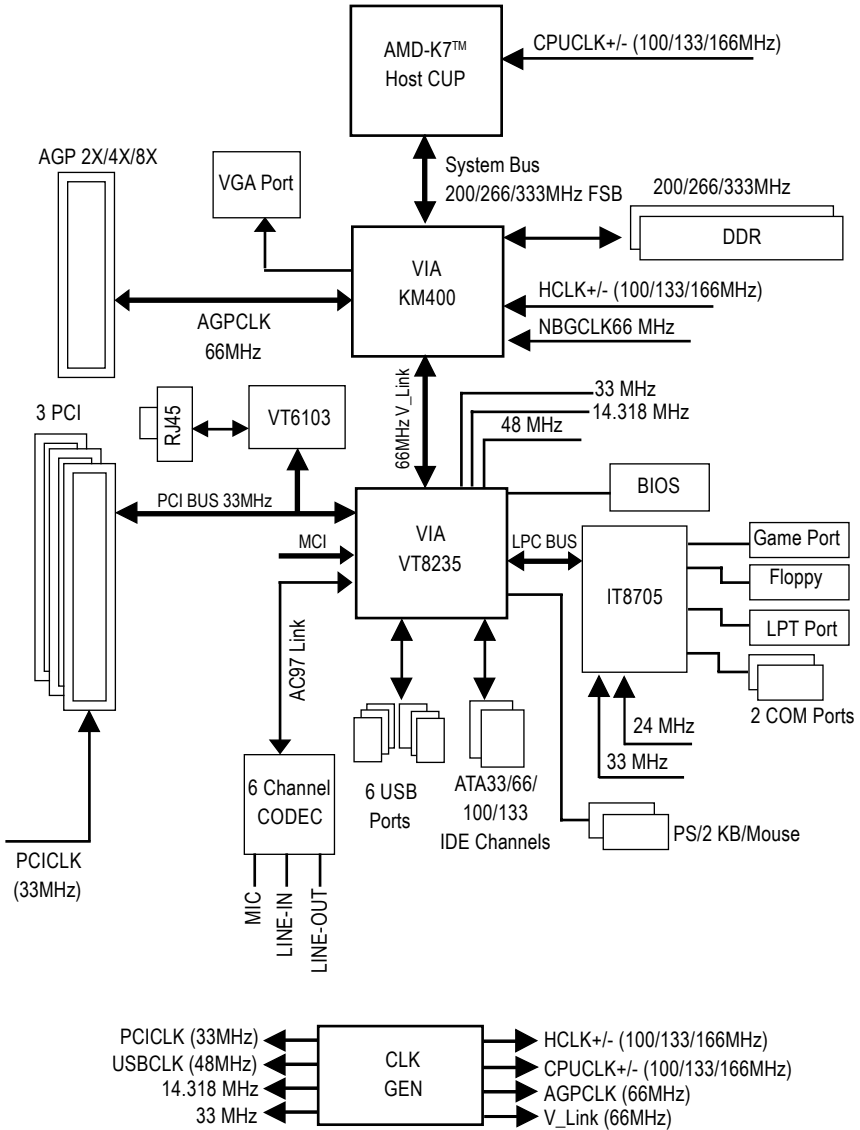 AMD-K7™
Host CUP
CPUCLK+/- (100/133/166MHz)
AGP 2X/4X/8X
VGA Port
System Bus
200/266/333MHz FSB
200/266/333MHz
DDR
VIA
KM400
AGPCLK
66MHz
HCLK+/- (100/133/166MHz)
NBGCLK66 MHz
3 PCI
RJ45
VT6103
66MHz V_Link
33 MHz
14.318 MHz
48 MHz
BIOS
PCI BUS 33MHz
VIA
VT8235
MCI
LPC BUS
IT8705
Game Port
Floppy
LPT Port
2 COM Ports
AC97 Link
24 MHz
33 MHz
6 Channel
CODEC
6 USB
Ports
ATA33/66/
100/133
IDE Channels
PS/2 KB/Mouse
PCICLK
(33MHz)
MIC
LINE-IN
LINE-OUT
PCICLK (33MHz)
USBCLK (48MHz)
14.318 MHz
33 MHz
CLK
GEN
HCLK+/- (100/133/166MHz)
CPUCLK+/- (100/133/166MHz)
AGPCLK (66MHz)
V_Link (66MHz)